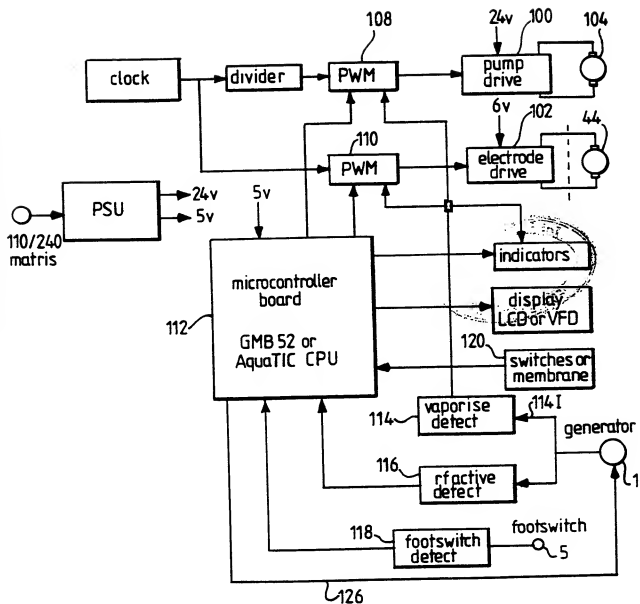 108
24v
100
104
clock
divider
PWM
pump
drive
6v
102
110
44
PWM
electrode
drive
PSU
24v
5v
5v
110/240
matris
indicators
microcontroller
board
display
LCD or VFD
112
GMB 52 or
AquaTIC CPU
120
switches or
membrane
114 I
114
vaporise
detect
generator
116
rf active
detect
1
118
footswitch
detect
footswitch
5
126